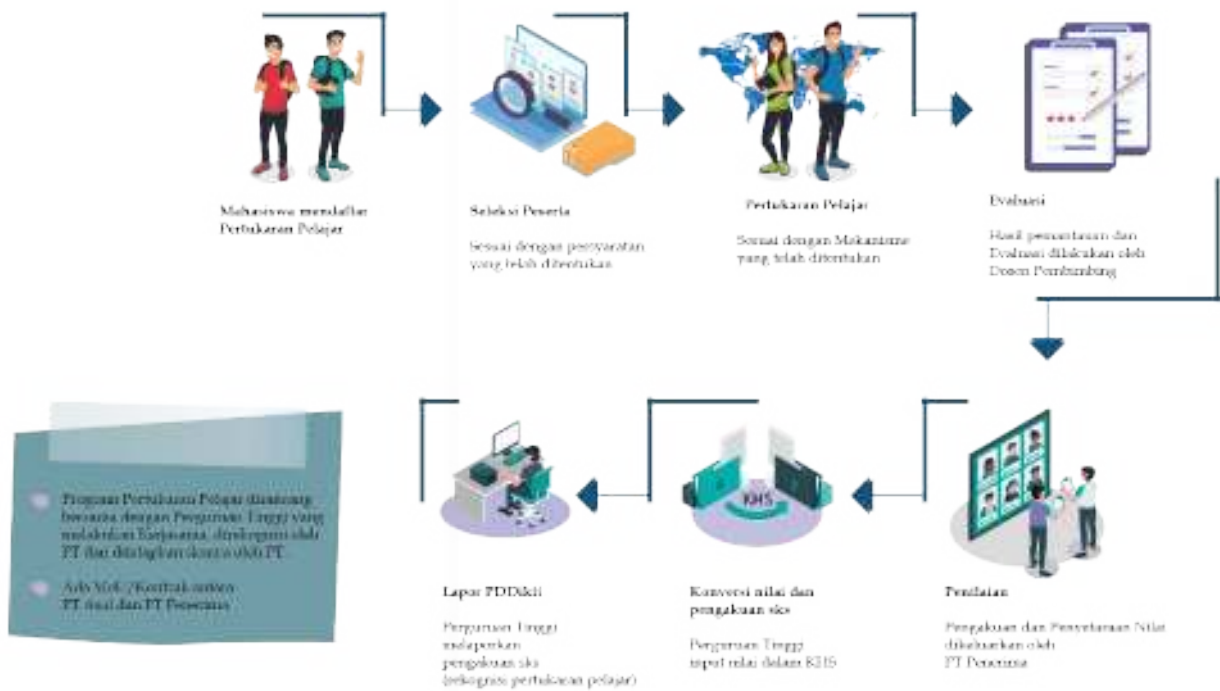 Mahasiswa mendaftar
Pertukaran Pelajar
Seleksi Peserta
Sesuai dengan persyaratan
yang telah ditentukan
Pertukaran Pelajar
Sesuai dengan Mekanisme
yang telah ditentukan
Evaluasi
Hasil pemantauan dan
Evaluasi dilakukan oleh
Dosen Pembimbing
Program Pertukaran Pelajar dirancang
bersama dengan Perguruan Tinggi yang
melakukan Kerjasama, direkognisi oleh
PT dan ditetapkan oleh PT.
Ada MoU/Kontrak antara
PT Asal dan PT Penerima
Lapor PDDikti
Perguruan Tinggi
melaporkan
pengakuan sks
(rekognisi pertukaran pelajar)
KHS
Konversi nilai dan
pengakuan sks
Perguruan Tinggi
input nilai dalam KHS
Penilaian
Pengakuan dan Penyetaraan Nilai
dikeluarkan oleh
PT Penerima